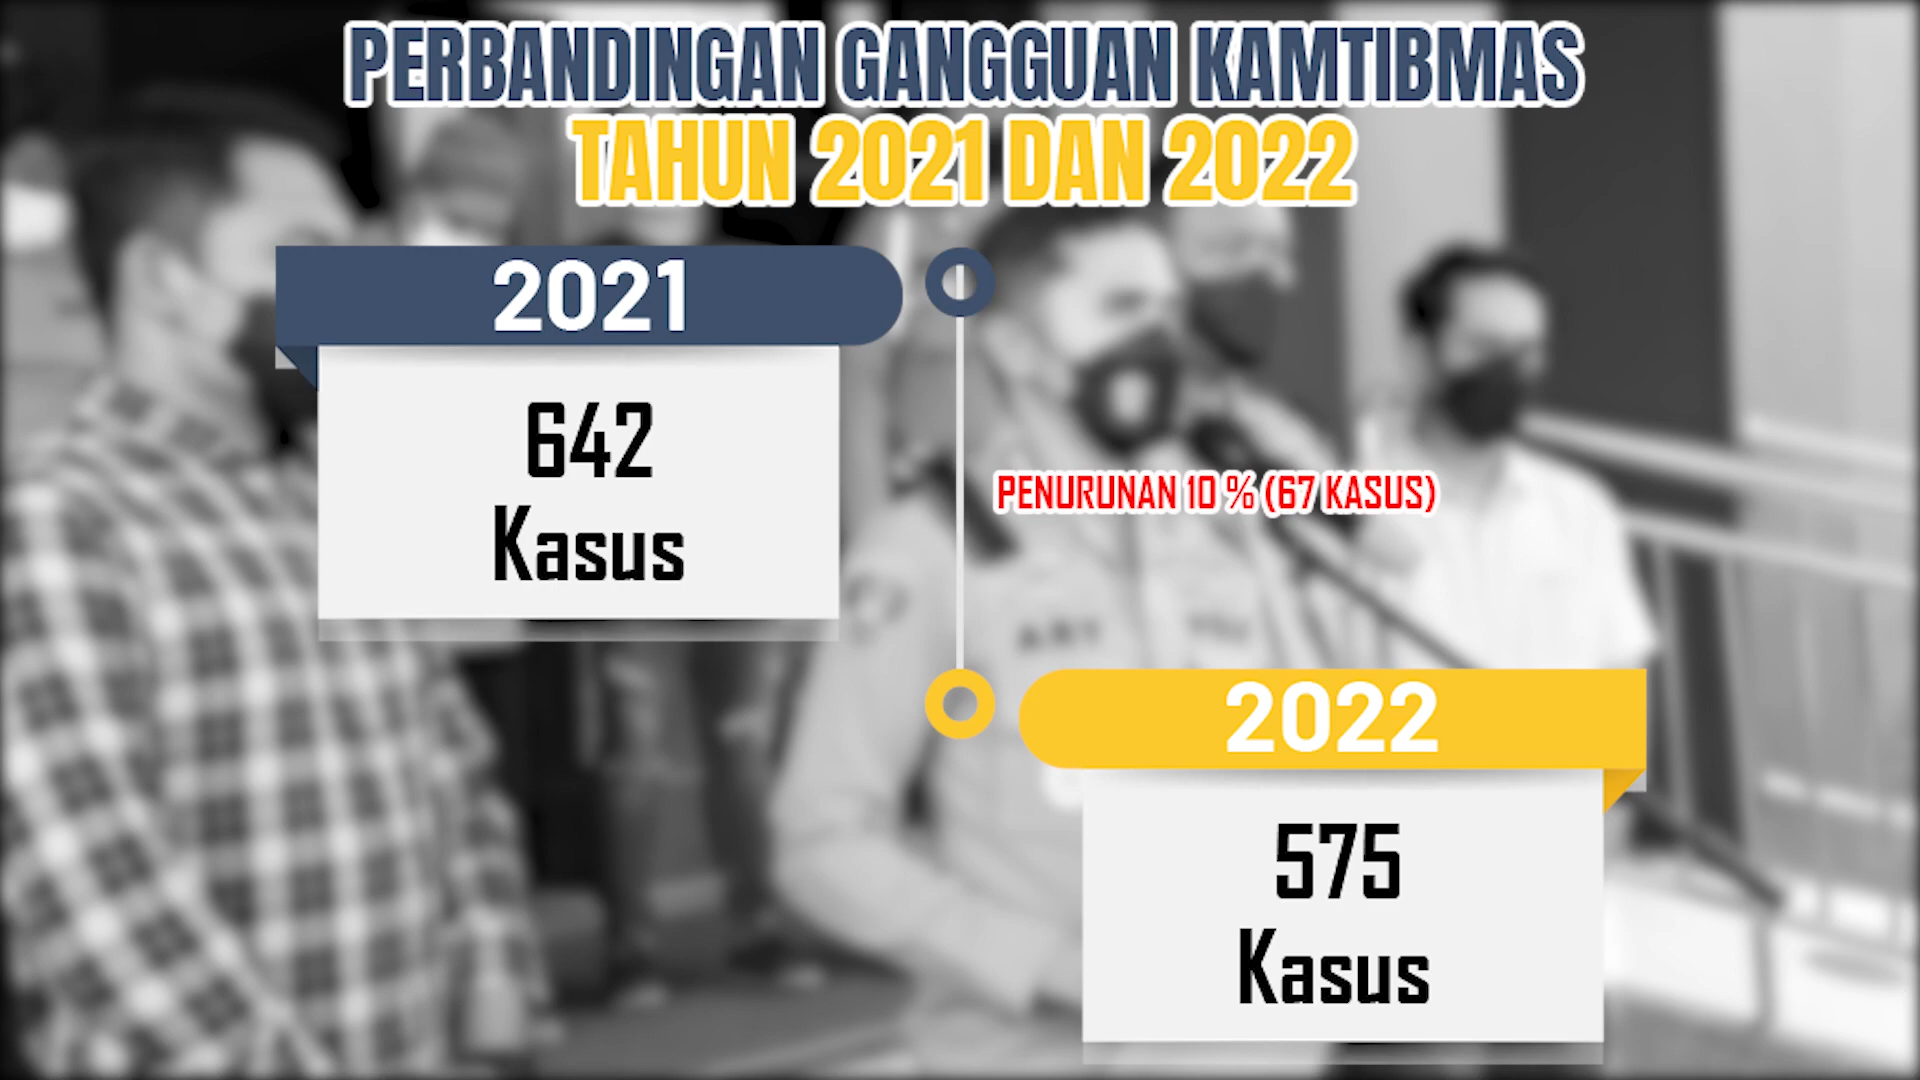 PERBANDINGAN GANGGUAN KAMTIBMAS
TAHUN 2021 DAN 2022
2021
642
Kasus
PENURUNAN 10 % (67 KASUS)
2022
575
Kasus